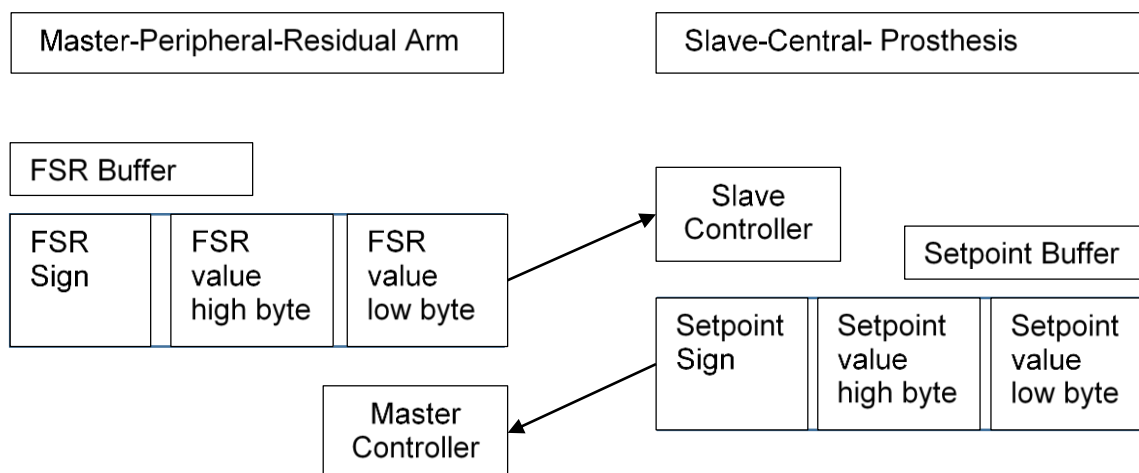 Master-Peripheral-Residual Arm
Slave-Central- Prosthesis
FSR Buffer
FSR
Sign
FSR
value
high byte
FSR
value
low byte
Slave
Controller
Setpoint Buffer
Setpoint
Sign
Setpoint
value
high byte
Setpoint
value
low byte
Master
Controller